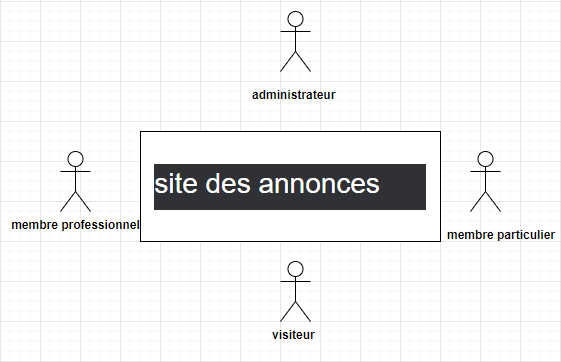 administrateur
site des annonces
membre professionnel
membre particulier
visiteur